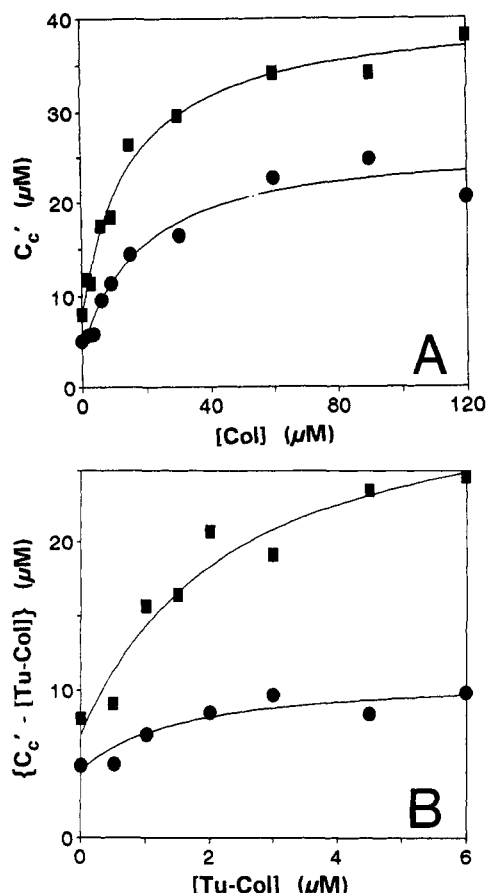 40
30
20
10
0
C_c' (μM)
0 40 80 120
[Col] (μM)
A
20
10
0
{C_c' - [Tu-Col]} (μM)
0 2 4 6
[Tu-Col] (μM)
B